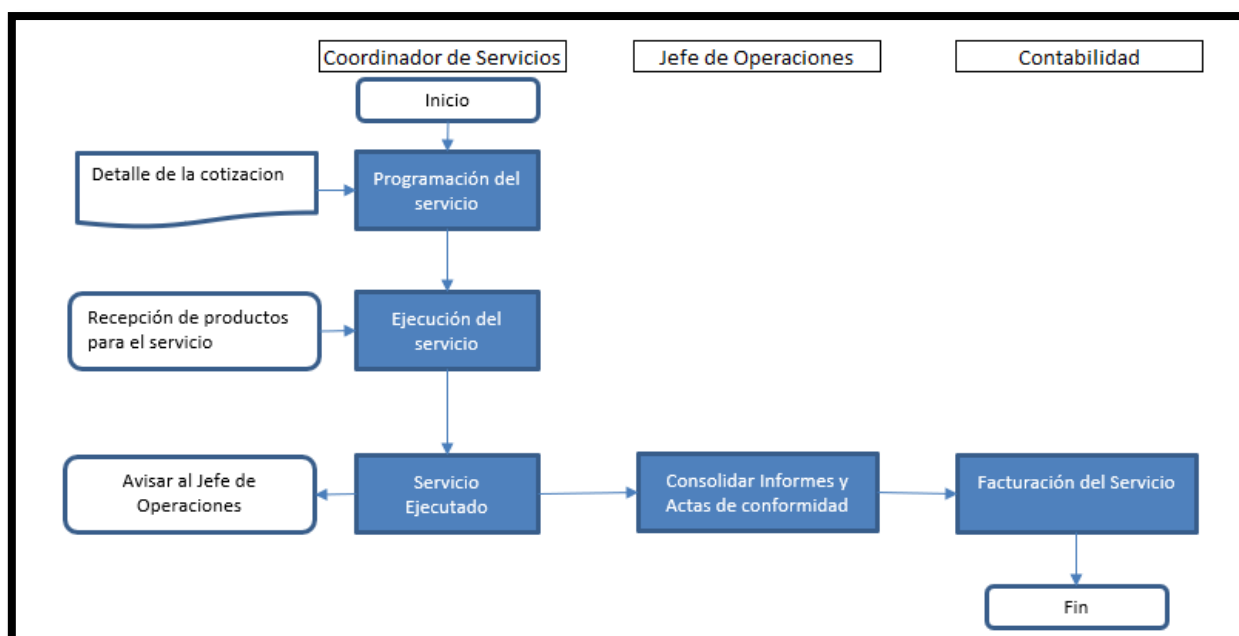 Coordinador de Servicios
Jefe de Operaciones
Contabilidad
Inicio
Detalle de la cotizacion
Programación del
servicio
Recepción de productos
para el servicio
Ejecución del
servicio
Avisar al Jefe de
Operaciones
Servicio
Ejecutado
Consolidar Informes y
Actas de conformidad
Facturación del Servicio
Fin